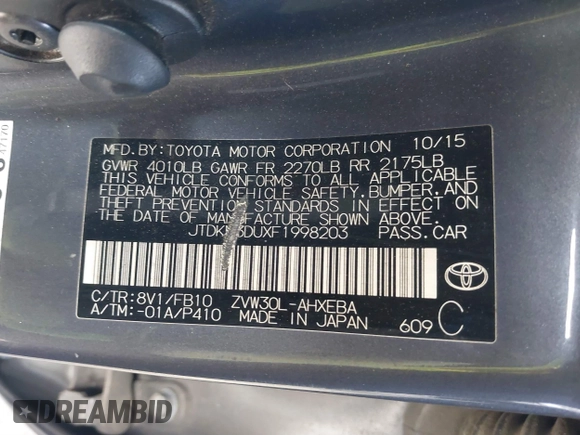 MFD.BY:TOYOTA MOTOR CORPORATION 10/15
GVWR 4010LB GAWR FR 2270LB RR 2175LB
THIS VEHICLE CONFORMS TO ALL APPLICABLE
FEDERAL MOTOR VEHICLE SAFETY, BUMPER, AND
THEFT PREVENTION STANDARDS IN EFFECT ON
THE DATE OF MANUFACTURE SHOWN ABOVE.
PASS.CAR
C/TR:8V1/FB10 ZVW30L-AHXEBA
A/TM:-01A/P410 MADE IN JAPAN 609 C
TOYOTA
DREAMBID